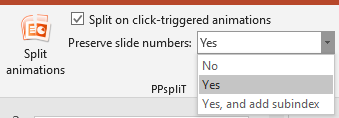 Split on click-triggered animations
Preserve slide numbers: Yes
Split
animations
No
Yes
Yes, and add subindex
PPspliT